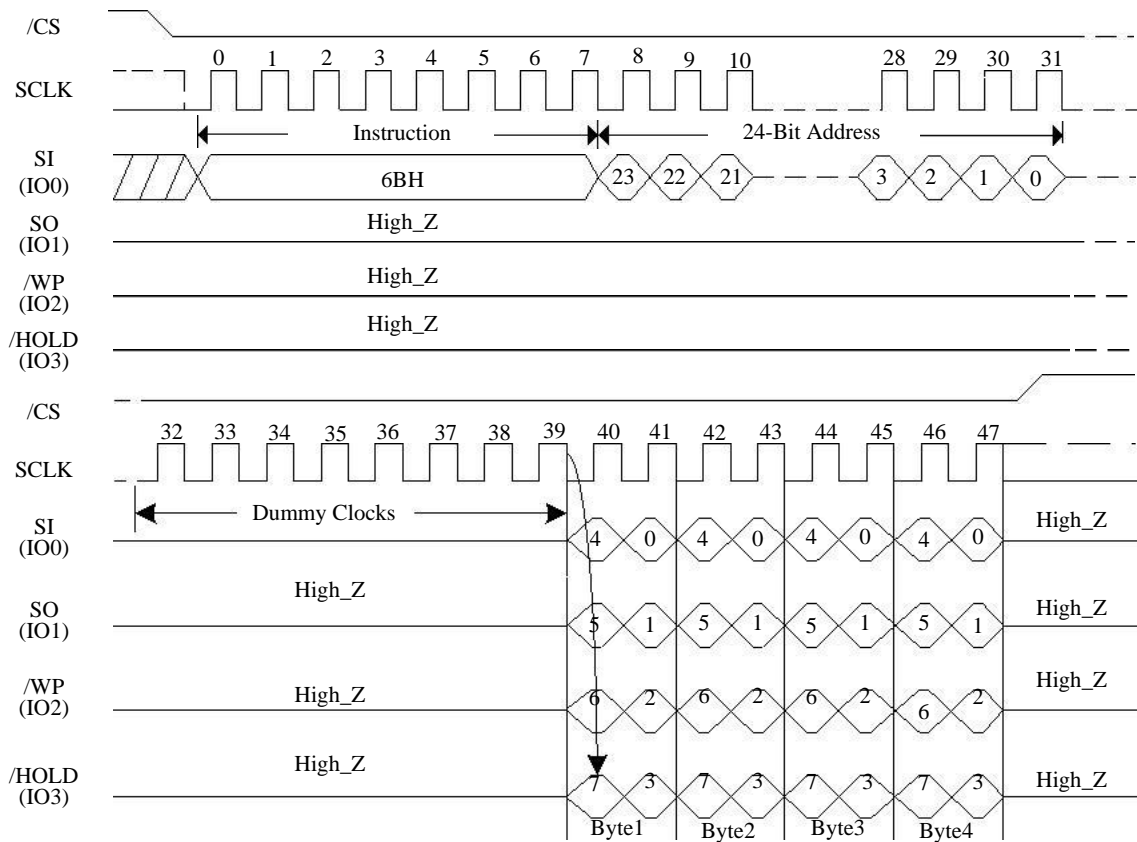 /CS
0 1 2 3 4 5 6 7 8 9 10 28 29 30 31
SCLK
Instruction 24-Bit Address
SI
(IO0)
6BH 23 22 21 3 2 1 0
SO
(IO1)
High_Z
/WP
(IO2)
High_Z
/HOLD
(IO3)
High_Z
/CS
32 33 34 35 36 37 38 39 40 41 42 43 44 45 46 47
SCLK
Dummy Clocks
SI
(IO0)
4 0 4 0 4 0 4 0 High_Z
SO
(IO1)
High_Z 5 1 5 1 5 1 5 1 High_Z
/WP
(IO2)
High_Z 6 2 6 2 6 2 6 2 High_Z
/HOLD
(IO3)
High_Z 7 3 7 3 7 3 7 3 High_Z
Byte1 Byte2 Byte3 Byte4